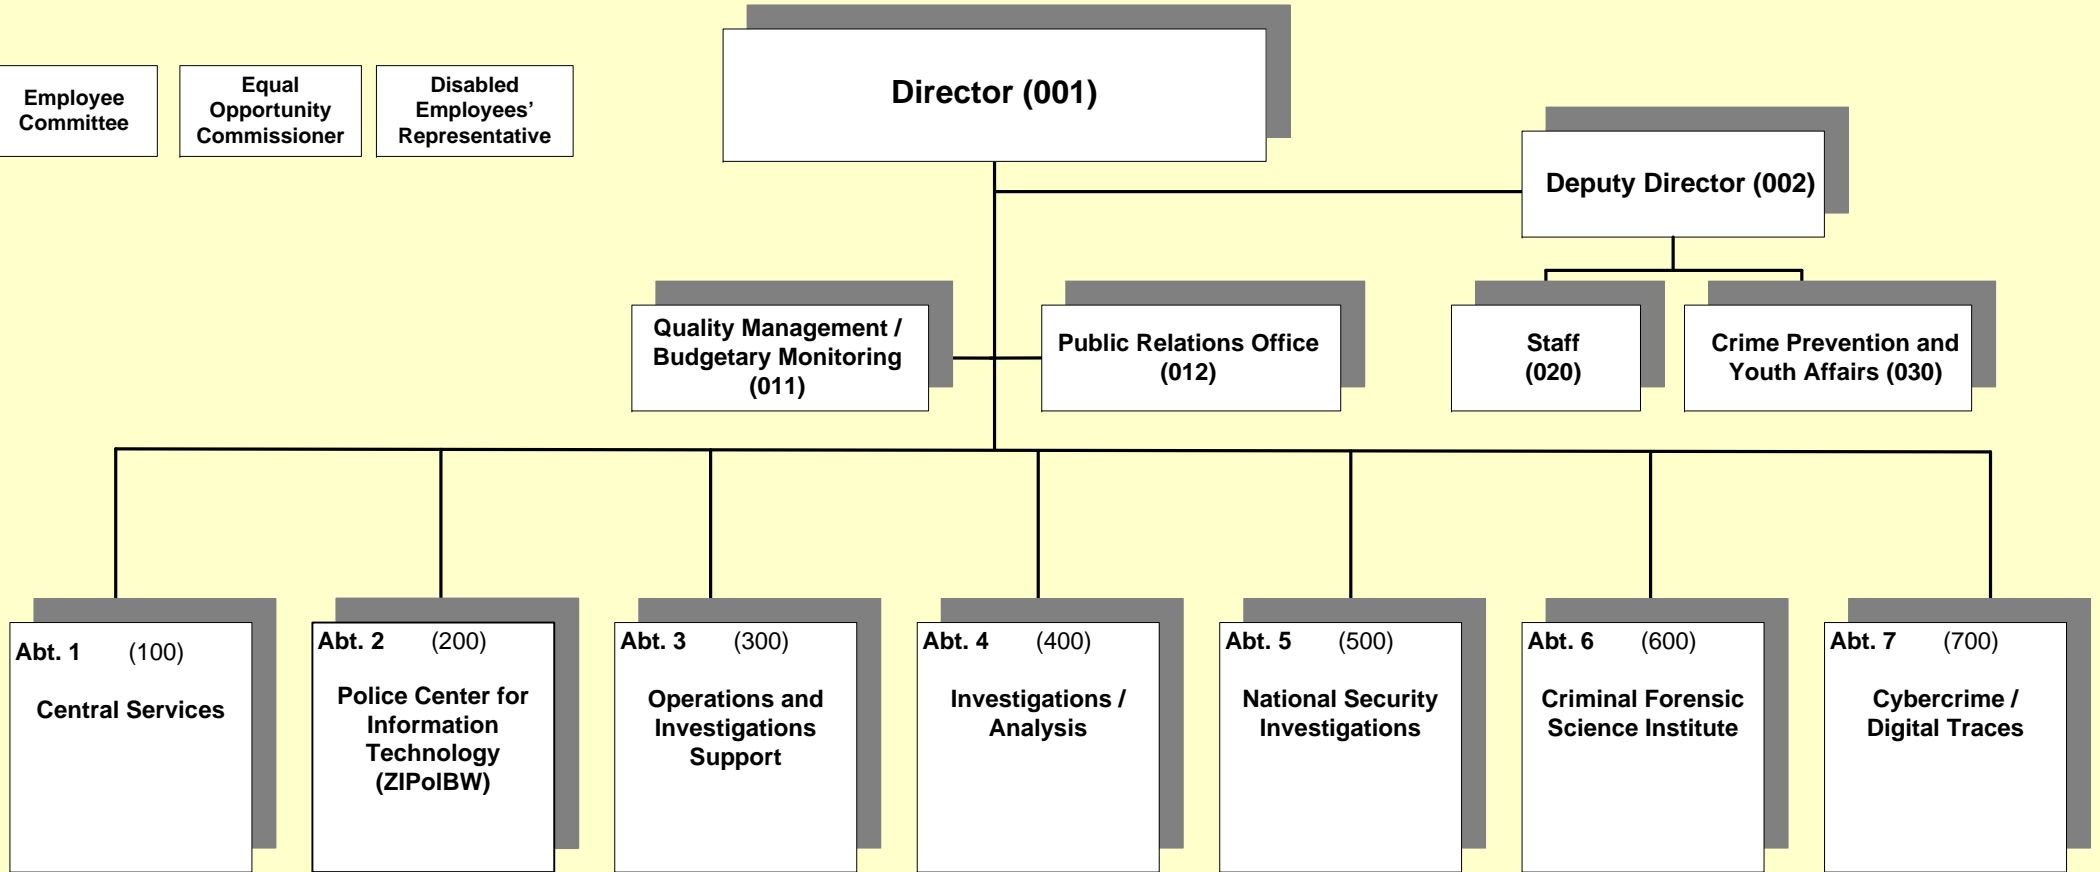 Director (001)
Employee
Committee
Equal
Opportunity
Commissioner
Disabled
Employees’
Representative
Deputy Director (002)
Quality Management /
Budgetary Monitoring
(011)
Public Relations Office
(012)
Staff
(020)
Crime Prevention and
Youth Affairs (030)
Abt. 1 (100)
Central Services
Abt. 2 (200)
Police Center for
Information
Technology
(ZIPolBW)
Abt. 3 (300)
Operations and
Investigations
Support
Abt. 4 (400)
Investigations /
Analysis
Abt. 5 (500)
National Security
Investigations
Abt. 6 (600)
Criminal Forensic
Science Institute
Abt. 7 (700)
Cybercrime /
Digital Traces